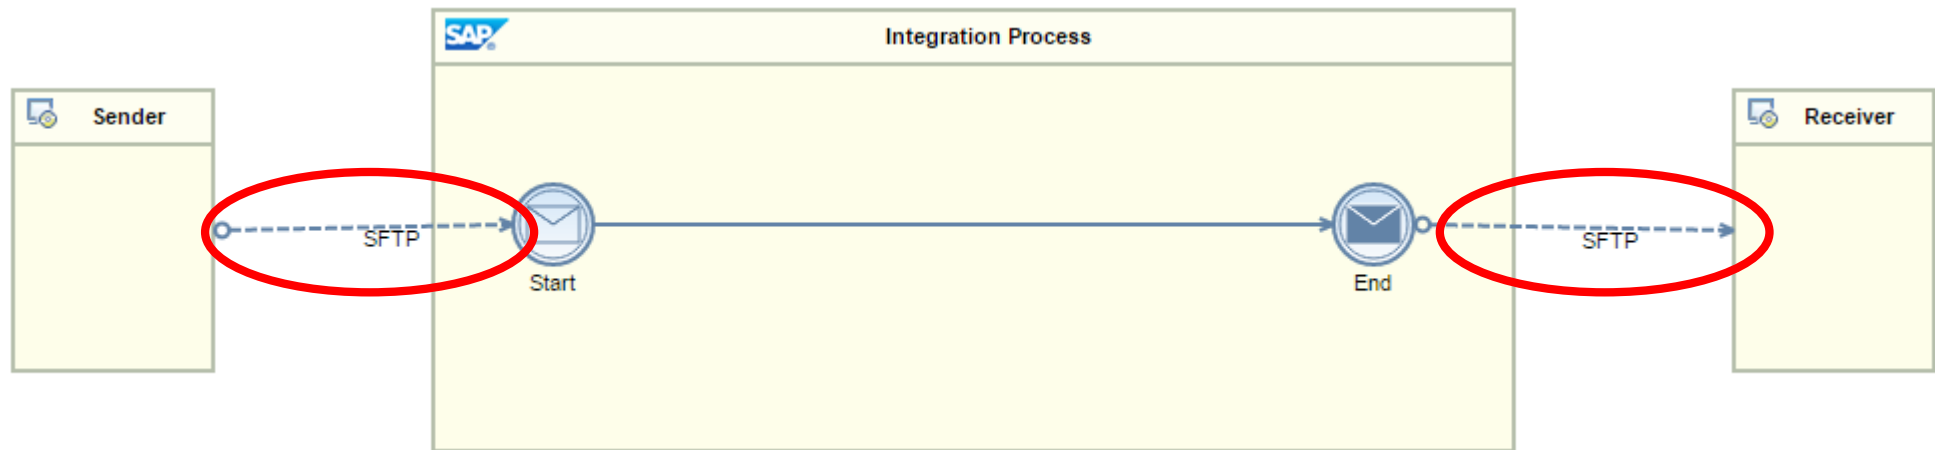 SAP
Integration Process
Sender
Receiver
SFTP
SFTP
Start
End